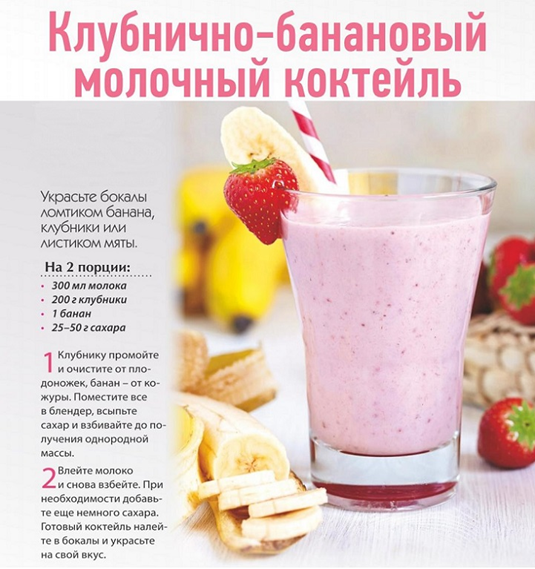 Клубнично-банановый
молочный коктейль
Украсьте бокалы
ломтиком банана,
клубники или
листиком мяты.
На 2 порции:
• 300 мл молока
• 200 г клубники
• 1 банан
• 25–50 г сахара
1 Клубнику промойте
и очистите от пло-
доножек, банан – от ко-
журы. Поместите все
в блендер, всыпьте
сахар и взбивайте до по-
лучения однородной
массы.
2 Влейте молоко
и снова взбейте. При
необходимости добавь-
те еще немного сахара.
Готовый коктейль налей-
те в бокалы и украсьте
на свой вкус.